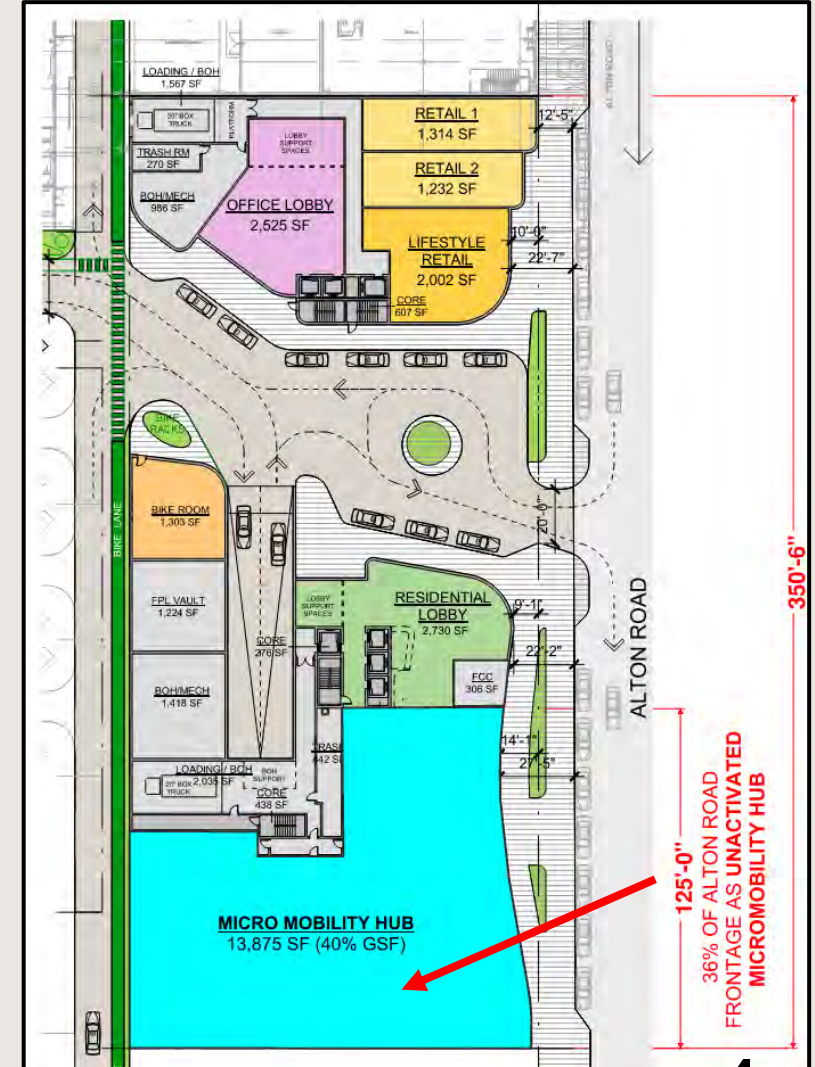 LOADING / BOH
1,567 SF
20' BOX
TRUCK
PLATFORM
TRASH RM
270 SF
BOH/MECH
986 SF
LOBBY
SUPPORT
SPACES
OFFICE LOBBY
2,525 SF
RETAIL 1
1,314 SF
RETAIL 2
1,232 SF
LIFESTYLE
RETAIL
2,002 SF
CORE
607 SF
12'-5"
10'-0"
22'-7"
ALTON ROAD
BIKE
RACKS
BIKE LANE
BIKE ROOM
1,303 SF
FPL VAULT
1,224 SF
BOH/MECH
1,418 SF
CORE
276 SF
LOBBY
SUPPORT
SPACES
RESIDENTIAL
LOBBY
2,730 SF
FCC
306 SF
20'-0"
9'-1"
22'-2"
14'-1"
27'-5"
ALTON ROAD
350'-6"
TRASH
442 SF
LOADING / BOH
2,035 SF
20' BOX
TRUCK
BOH
SUPPORT
CORE
438 SF
MICRO MOBILITY HUB
13,875 SF (40% GSF)
125'-0"
36% OF ALTON ROAD
FRONTAGE AS UNACTIVATED
MICROMOBILITY HUB